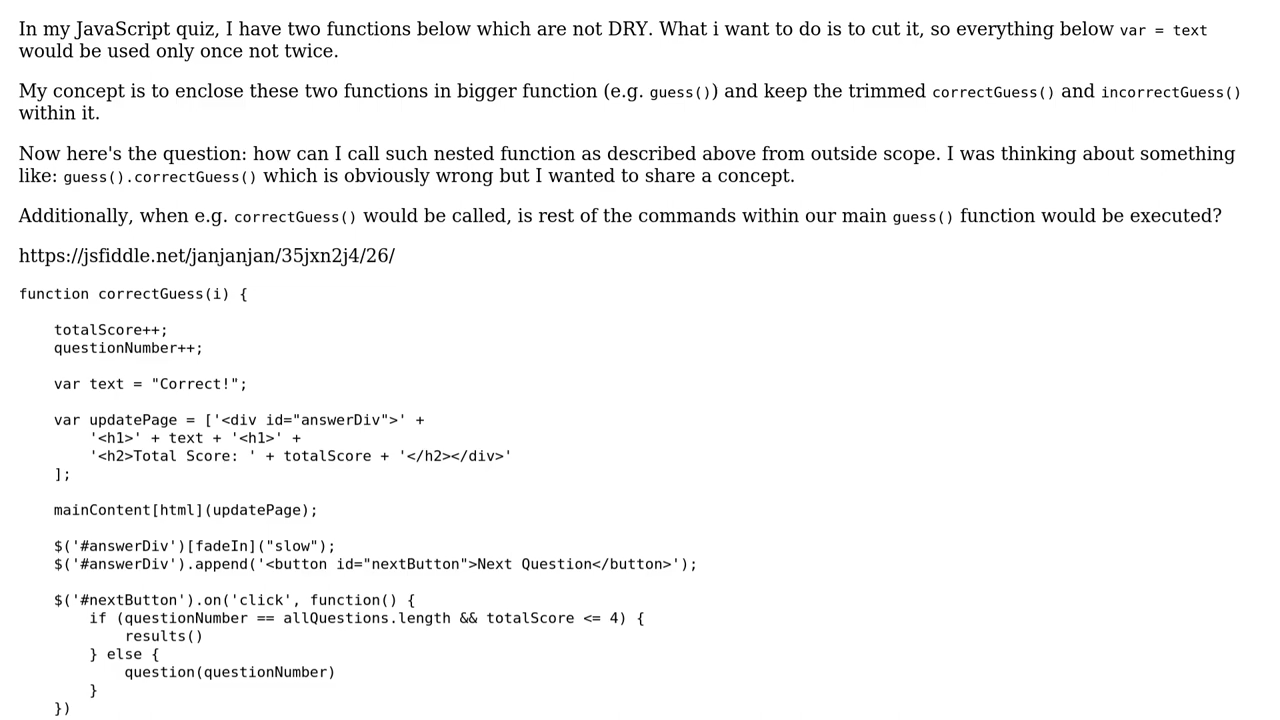 In my JavaScript quiz, I have two functions below which are not DRY. What i want to do is to cut it, so everything below var = text
would be used only once not twice.
My concept is to enclose these two functions in bigger function (e.g. guess()) and keep the trimmed correctGuess() and incorrectGuess()
within it.
Now here's the question: how can I call such nested function as described above from outside scope. I was thinking about something
like: guess().correctGuess() which is obviously wrong but I wanted to share a concept.
Additionally, when e.g. correctGuess() would be called, is rest of the commands within our main guess() function would be executed?
https://jsfiddle.net/janjanjan/35jxn2j4/26/
function correctGuess(i) {
    totalScore++;
    questionNumber++;
    var text = "Correct!";
    var updatePage = ['<div id="answerDiv">' +
        '<h1>' + text + '<h1>' +
        '<h2>Total Score: ' + totalScore + '</h2></div>'
    ];
    mainContent[html](updatePage);
    $('#answerDiv')[fadeIn]("slow");
    $('#answerDiv').append('<button id="nextButton">Next Question</button>');
    $('#nextButton').on('click', function() {
        if (questionNumber == allQuestions.length && totalScore <= 4) {
            results()
        } else {
            question(questionNumber)
        }
    })